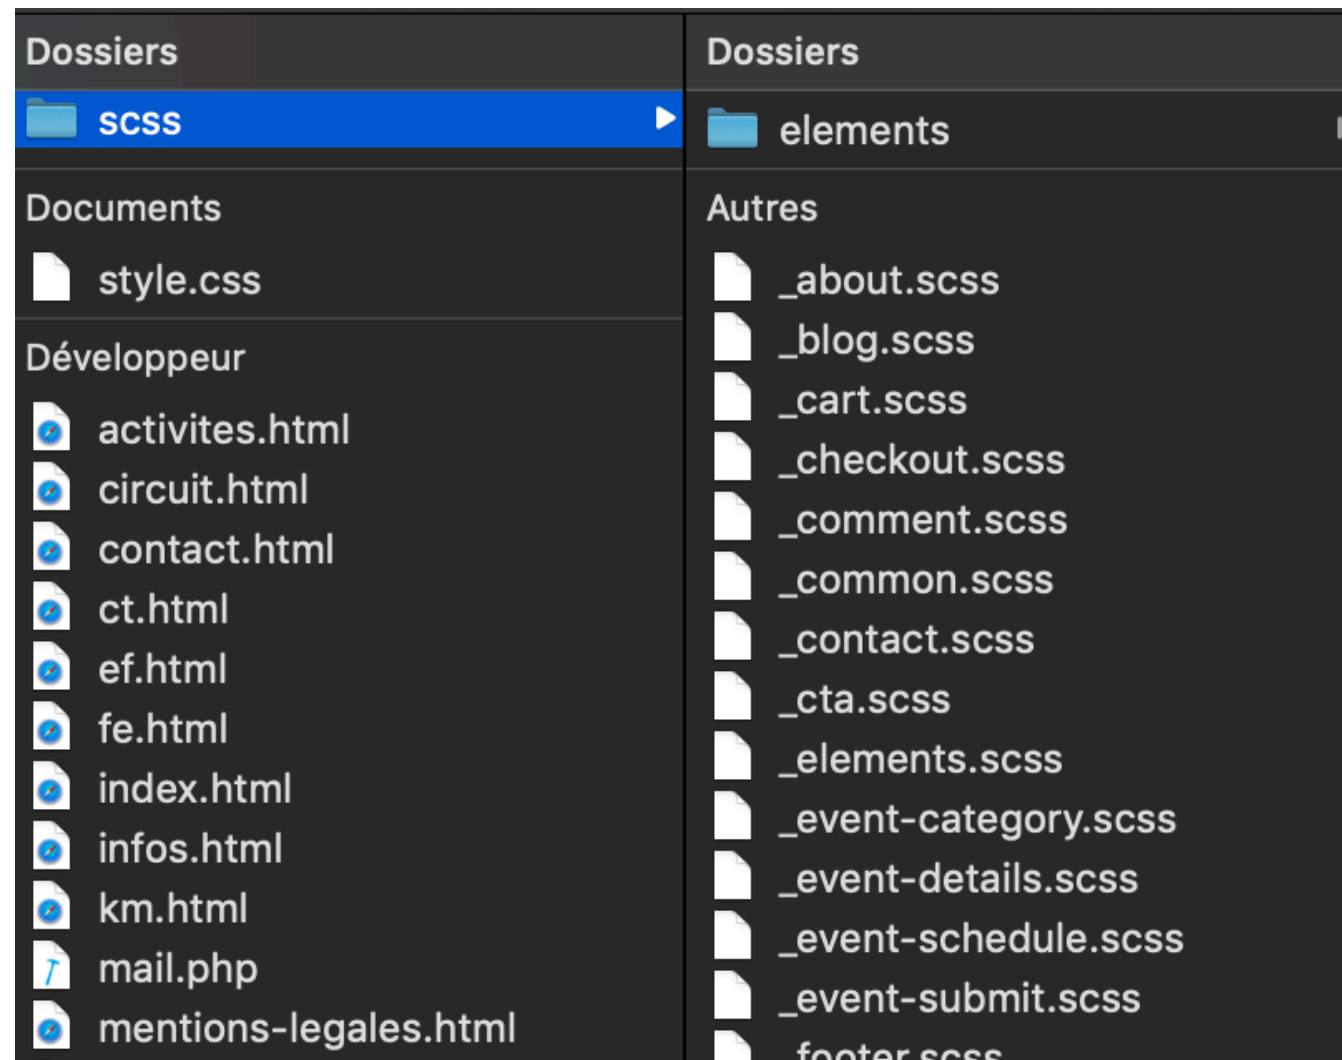 Dossiers
scss
Documents
style.css
Développeur
activites.html
circuit.html
contact.html
ct.html
ef.html
fe.html
index.html
infos.html
km.html
mail.php
mentions-legales.html
Dossiers
elements
Autres
_about.scss
_blog.scss
_cart.scss
_checkout.scss
_comment.scss
_common.scss
_contact.scss
_cta.scss
_elements.scss
_event-category.scss
_event-details.scss
_event-schedule.scss
_event-submit.scss
footer.scss